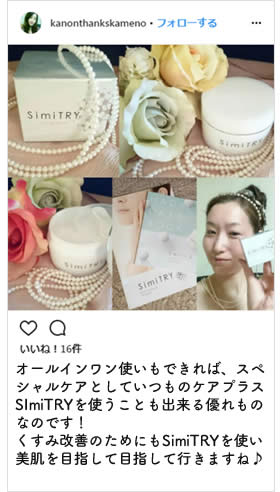 kanonthankskameno・フォローする
SimiTRY
SimiTRY
SimiTRY
SimiTRY
いいね！16件
オールインワン使いもできれば、スペ
シャルケアとしていつものケアプラス
SImiTRYを使うことも出来る優れもの
なのです！
くすみ改善のためにもSimiTRYを使い
美肌を目指して目指して行きますね♪